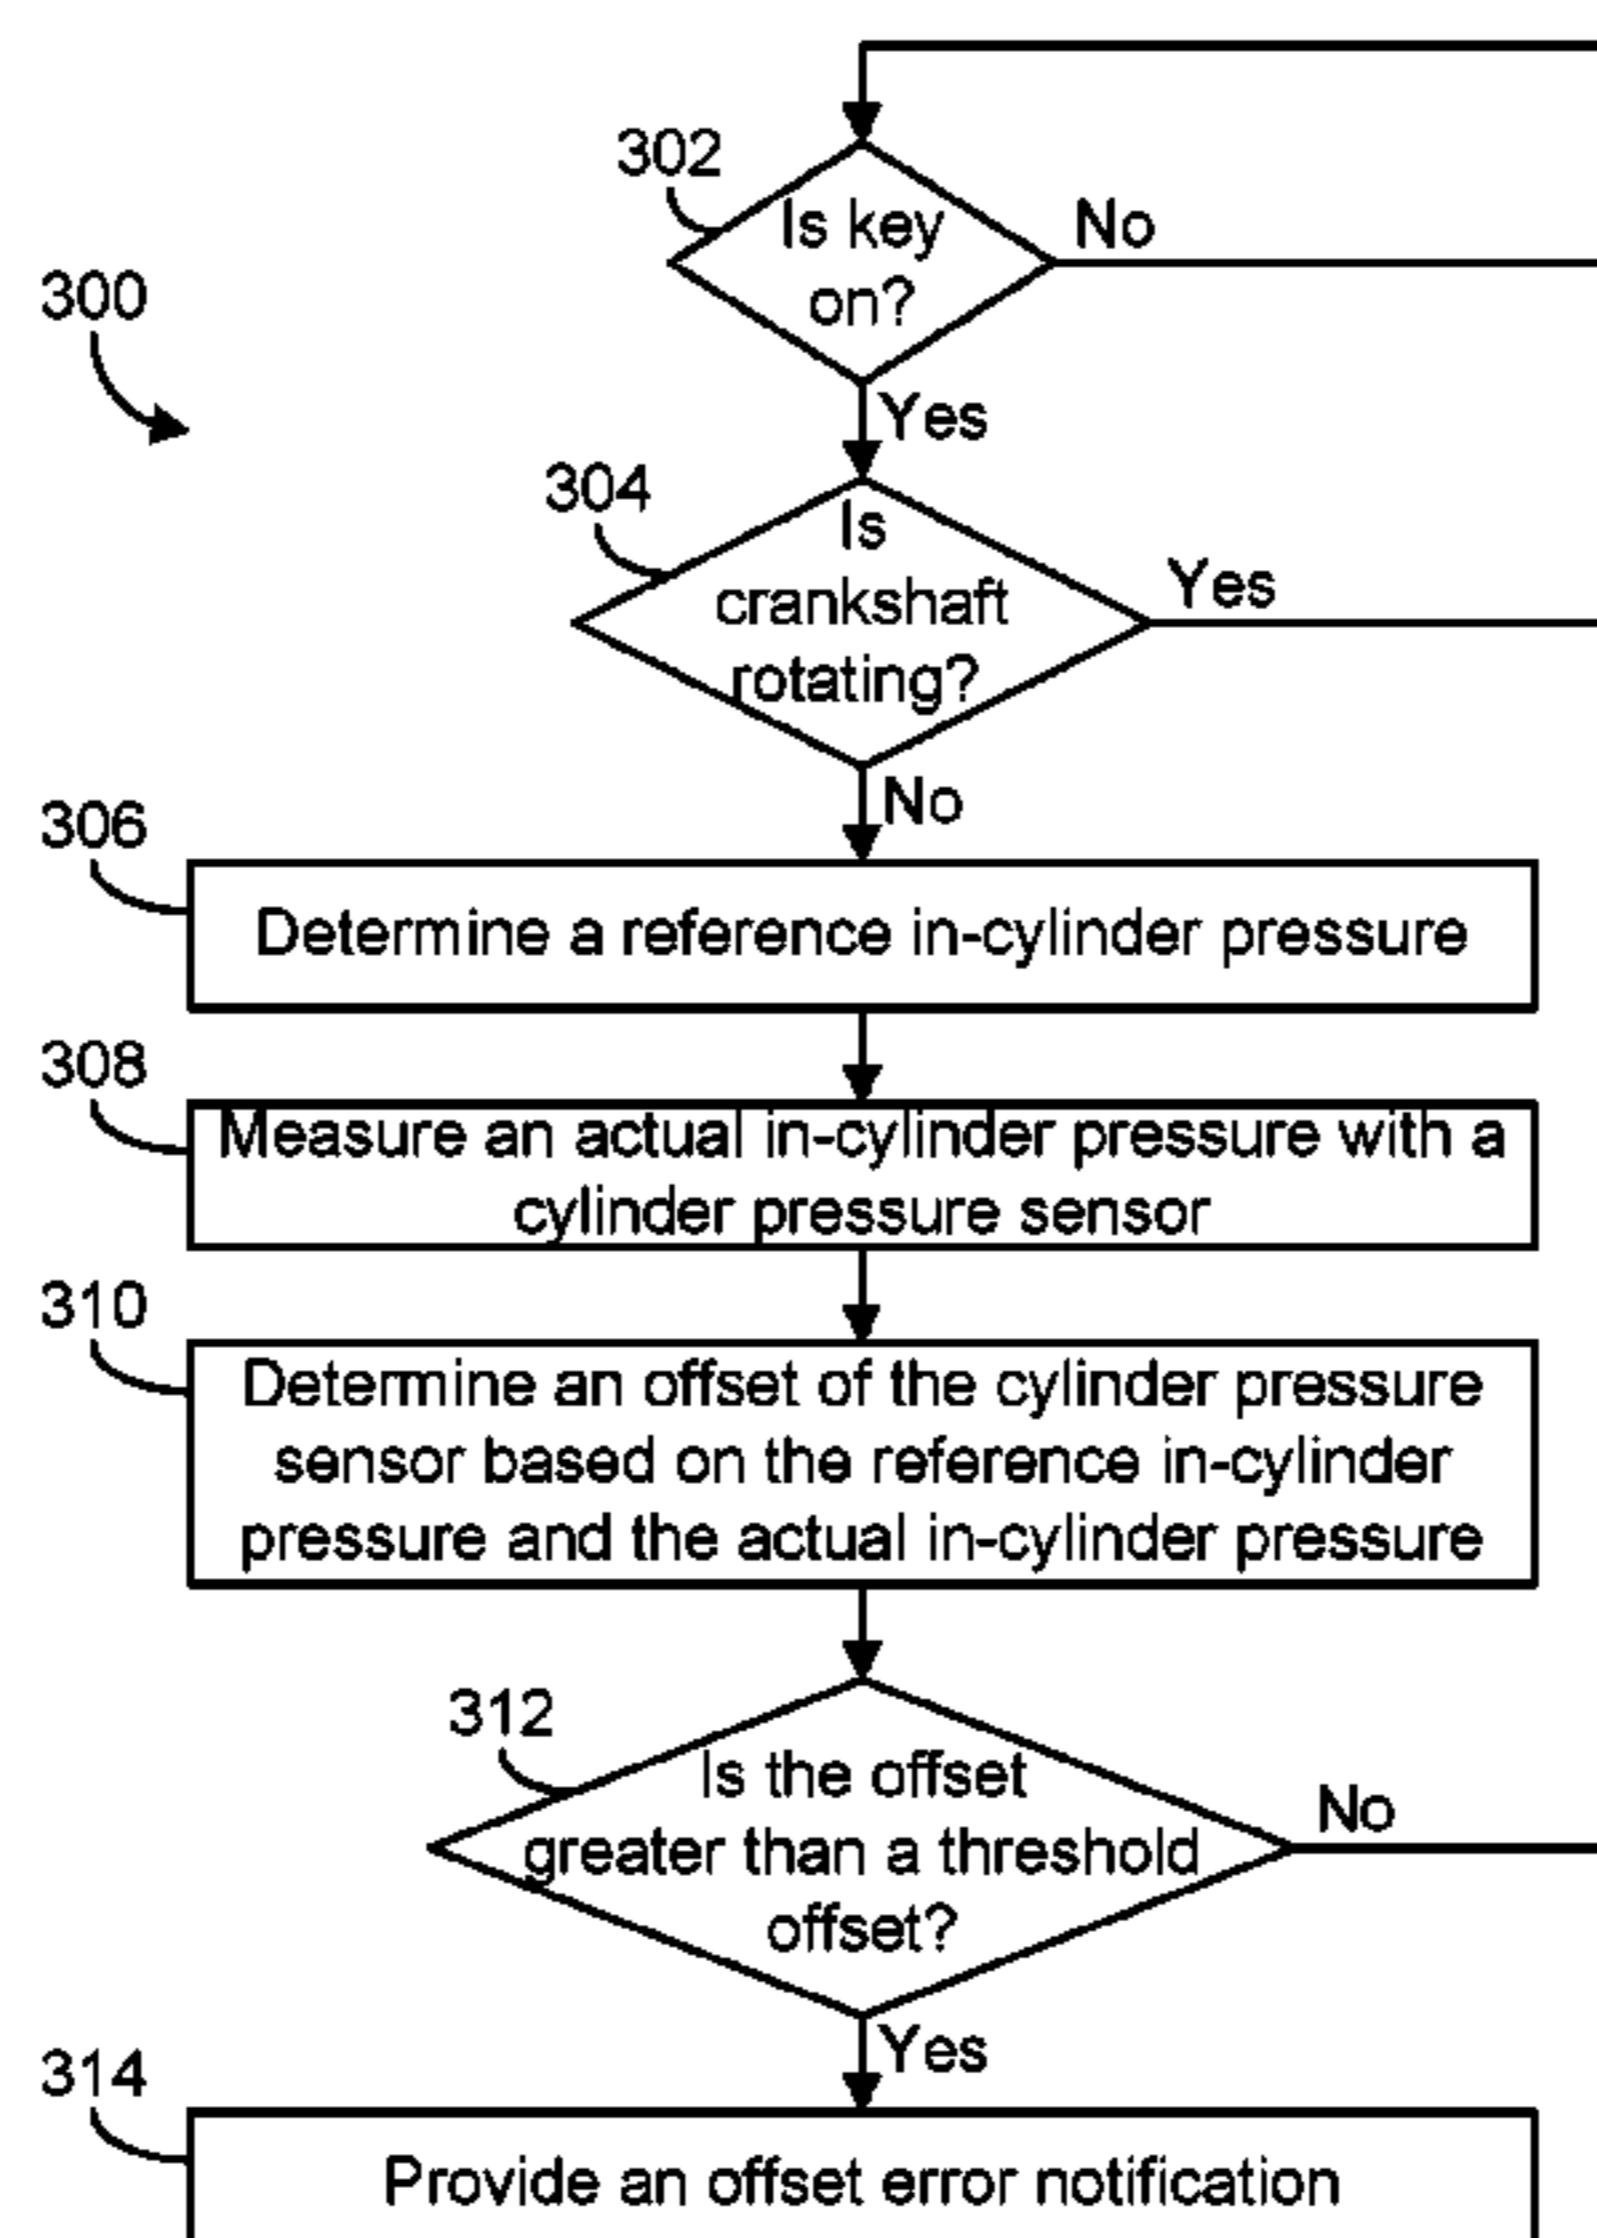 302
Is key
on?
No
300
Yes
304
Is
crankshaft
rotating?
Yes
No
306
Determine a reference in-cylinder pressure
308
Measure an actual in-cylinder pressure with a
cylinder pressure sensor
310
Determine an offset of the cylinder pressure
sensor based on the reference in-cylinder
pressure and the actual in-cylinder pressure
312
Is the offset
greater than a threshold
offset?
No
Yes
314
Provide an offset error notification